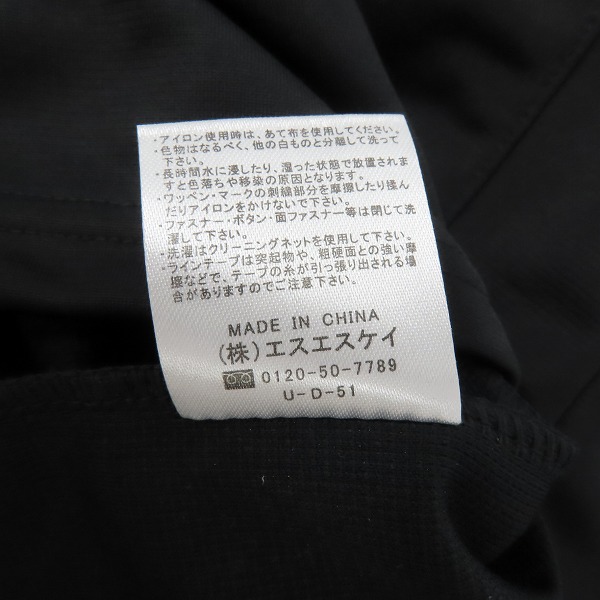 ・アイロン使用時は、あて布を使用してください。
・色物はなるべく、他の白ものと分離して洗って
下さい。
・長時間水に浸したり、湿った状態で放置されま
すと色落ちや移染の原因となります。
・ワッペン・マークの刺繍部分を摩擦したり揉ん
だりアイロンをかけないで下さい。
・ファスナー・ボタン・面ファスナー等は閉じて洗
濯して下さい。
・洗濯はクリーニングネットを使用して下さい。
・ラインテープは突起物や、粗硬面との強い摩
擦などで、テープの糸が引っ張り出される場
合がありますのでご注意下さい。
MADE IN CHINA
(株)エスエスケイ
0120-50-7789
U-D-51